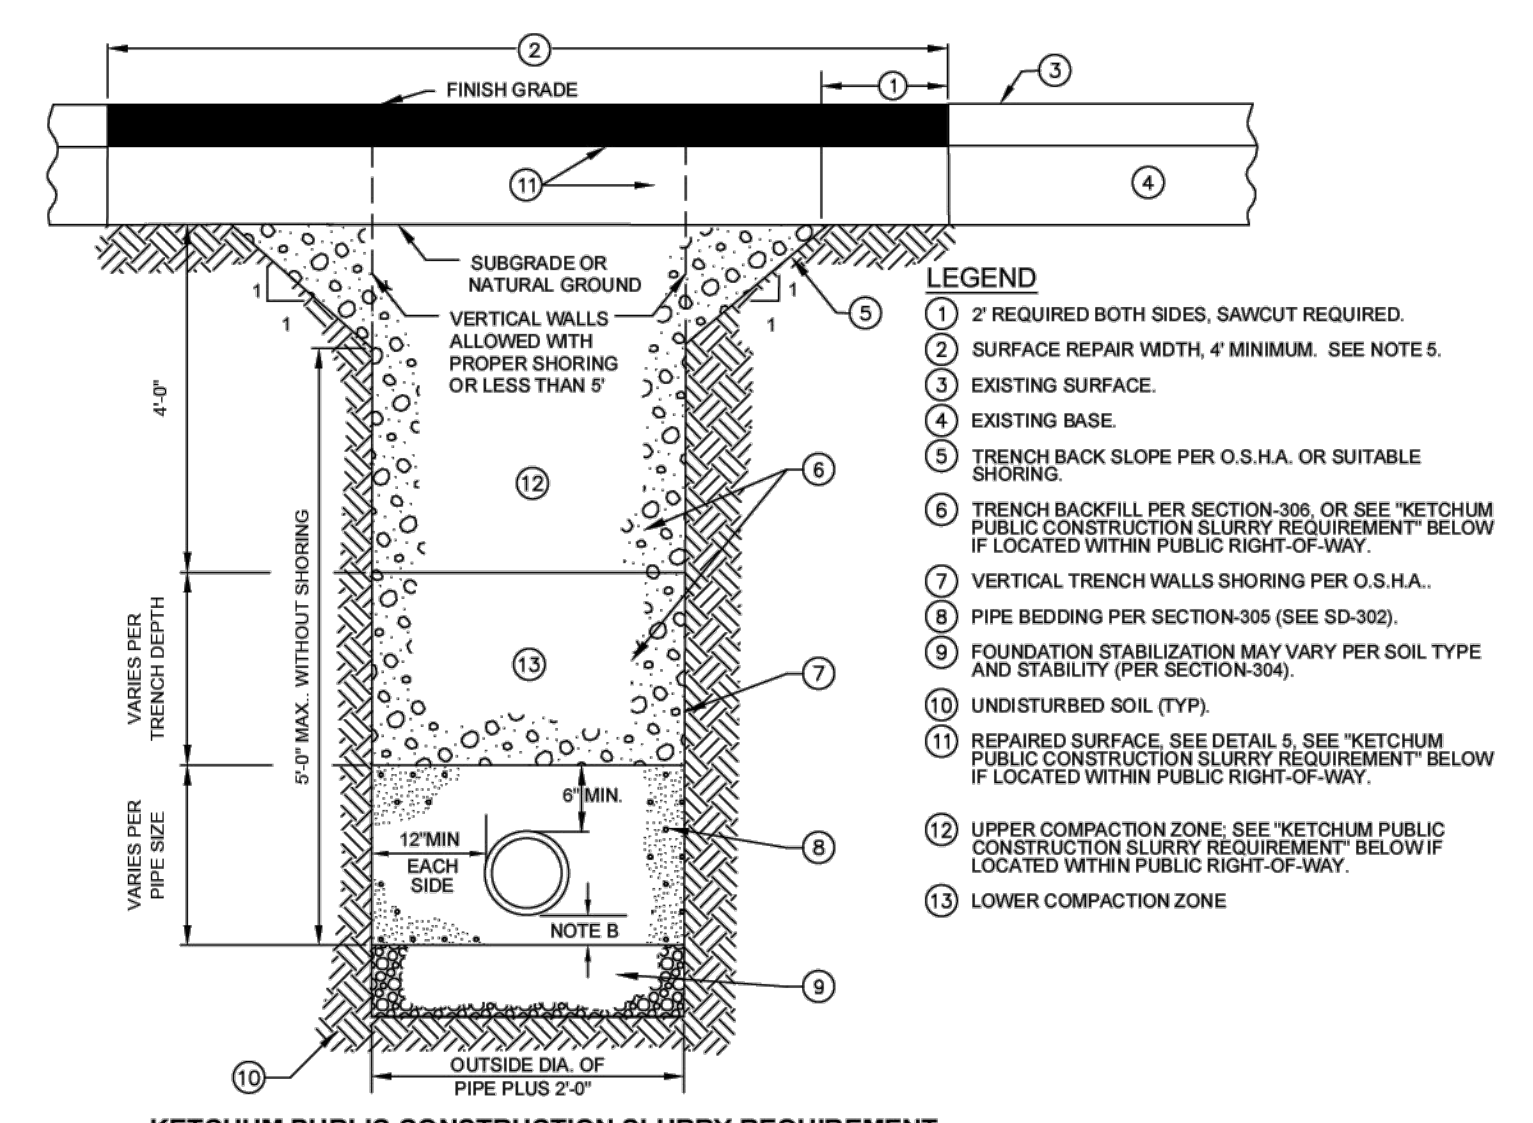 2
1
3
FINISH GRADE
11
4
SUBGRADE OR
NATURAL GROUND
1
1
1
1
5
VERTICAL WALLS
ALLOWED WITH
PROPER SHORING
OR LESS THAN 5'
4'-0"
12
6
5'-0" MAX. WITHOUT SHORING
VARIES PER
TRENCH DEPTH
13
7
6" MIN.
12"MIN
EACH
SIDE
8
VARIES PER
PIPE SIZE
NOTE B
9
10
OUTSIDE DIA. OF
PIPE PLUS 2'-0"
LEGEND
1 2' REQUIRED BOTH SIDES, SAWCUT REQUIRED.
2 SURFACE REPAIR WIDTH, 4' MINIMUM. SEE NOTE 5.
3 EXISTING SURFACE.
4 EXISTING BASE.
5 TRENCH BACK SLOPE PER O.S.H.A. OR SUITABLE
SHORING.
6 TRENCH BACKFILL PER SECTION-306, OR SEE "KETCHUM
PUBLIC CONSTRUCTION SLURRY REQUIREMENT" BELOW
IF LOCATED WITHIN PUBLIC RIGHT-OF-WAY.
7 VERTICAL TRENCH WALLS SHORING PER O.S.H.A..
8 PIPE BEDDING PER SECTION-305 (SEE SD-302).
9 FOUNDATION STABILIZATION MAY VARY PER SOIL TYPE
AND STABILITY (PER SECTION-304).
10 UNDISTURBED SOIL (TYP).
11 REPAIRED SURFACE, SEE DETAIL 5, SEE "KETCHUM
PUBLIC CONSTRUCTION SLURRY REQUIREMENT" BELOW
IF LOCATED WITHIN PUBLIC RIGHT-OF-WAY.
12 UPPER COMPACTION ZONE; SEE "KETCHUM PUBLIC
CONSTRUCTION SLURRY REQUIREMENT" BELOW IF
LOCATED WITHIN PUBLIC RIGHT-OF-WAY.
13 LOWER COMPACTION ZONE
KETCHUM PUBLIC CONSTRUCTION SLURRY REQUIREMENT